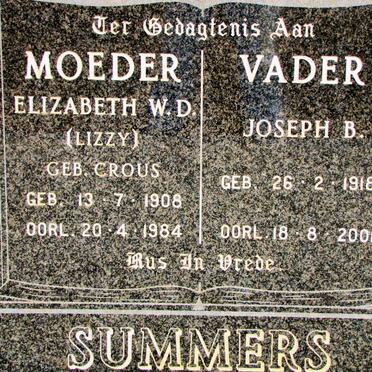 Ter Gedagtenis Aan
MOEDER
ELIZABETH W. D.
(LIZZY)
GEB. CROUS
GEB. 13 · 7 · 1908
OORL. 20 · 4 · 1984
VADER
JOSEPH B.
GEB. 26 · 2 · 1918
OORL. 18 · 8 ·
Rus In Vrede.
SUMMERS